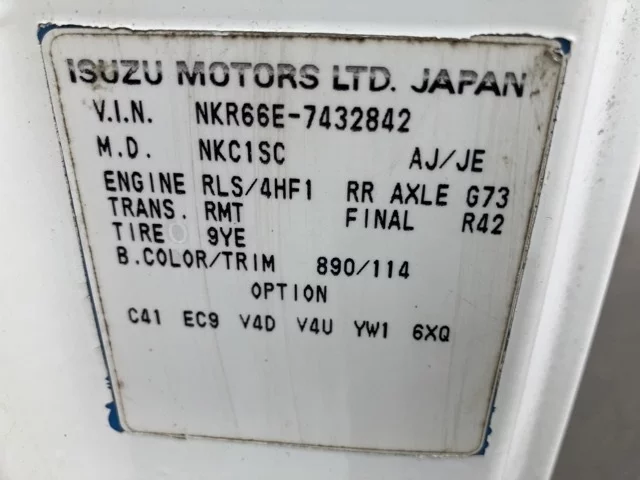 ISUZU MOTORS LTD. JAPAN
V.I.N. NKR66E-7432842
M.D. NKC1SC AJ/JE
ENGINE RLS/4HF1 RR AXLE G73
TRANS. RMT FINAL R42
TIRE 9YE
B.COLOR/TRIM 890/114
OPTION
C41 EC9 V4D V4U YW1 6XQ